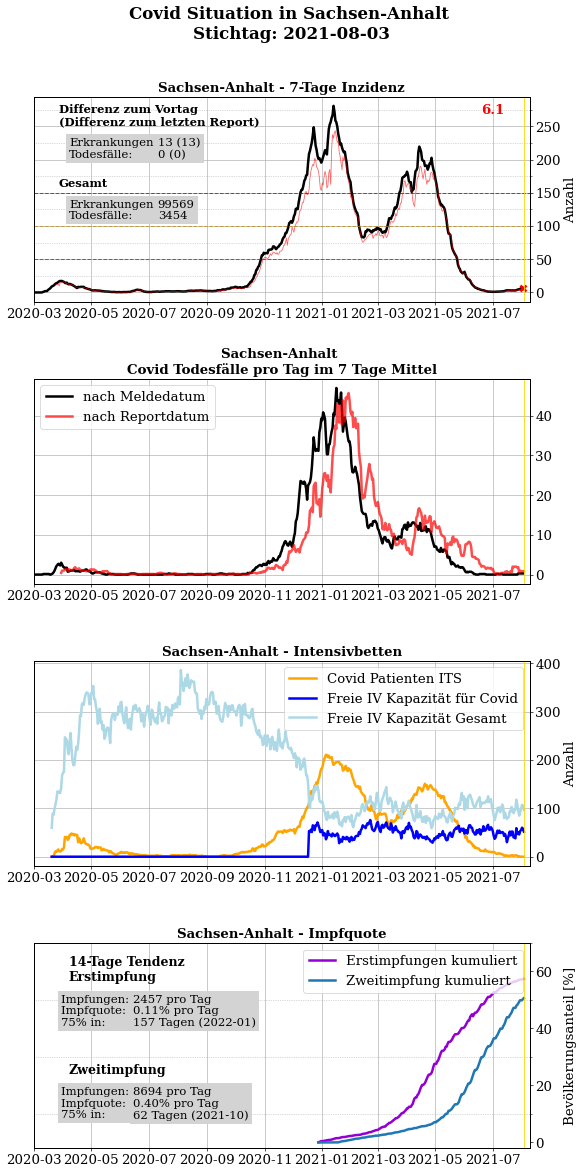 Covid Situation in Sachsen-Anhalt
Stichtag: 2021-08-03
Sachsen-Anhalt - 7-Tage Inzidenz
Differenz zum Vortag
(Differenz zum letzten Report)
Erkrankungen 13 (13)
Todesfälle: 0 (0)
Gesamt
Erkrankungen 99569
Todesfälle: 3454
6.1
250
200
150
100
50
0
Anzahl
2020-03 2020-05 2020-07 2020-09 2020-11 2021-01 2021-03 2021-05 2021-07
Sachsen-Anhalt
Covid Todesfälle pro Tag im 7 Tage Mittel
nach Meldedatum
nach Reportdatum
40
30
20
10
0
2020-03 2020-05 2020-07 2020-09 2020-11 2021-01 2021-03 2021-05 2021-07
Sachsen-Anhalt - Intensivbetten
Covid Patienten ITS
Freie IV Kapazität für Covid
Freie IV Kapazität Gesamt
400
300
200
100
0
Anzahl
2020-03 2020-05 2020-07 2020-09 2020-11 2021-01 2021-03 2021-05 2021-07
Sachsen-Anhalt - Impfquote
14-Tage Tendenz
Erstimpfung
Impfungen: 2457 pro Tag
Impfquote: 0.11% pro Tag
75% in: 157 Tagen (2022-01)
Zweitimpfung
Impfungen: 8694 pro Tag
Impfquote: 0.40% pro Tag
75% in: 62 Tagen (2021-10)
Erstimpfungen kumuliert
Zweitimpfung kumuliert
60
40
20
0
Bevölkerungsanteil [%]
2020-03 2020-05 2020-07 2020-09 2020-11 2021-01 2021-03 2021-05 2021-07